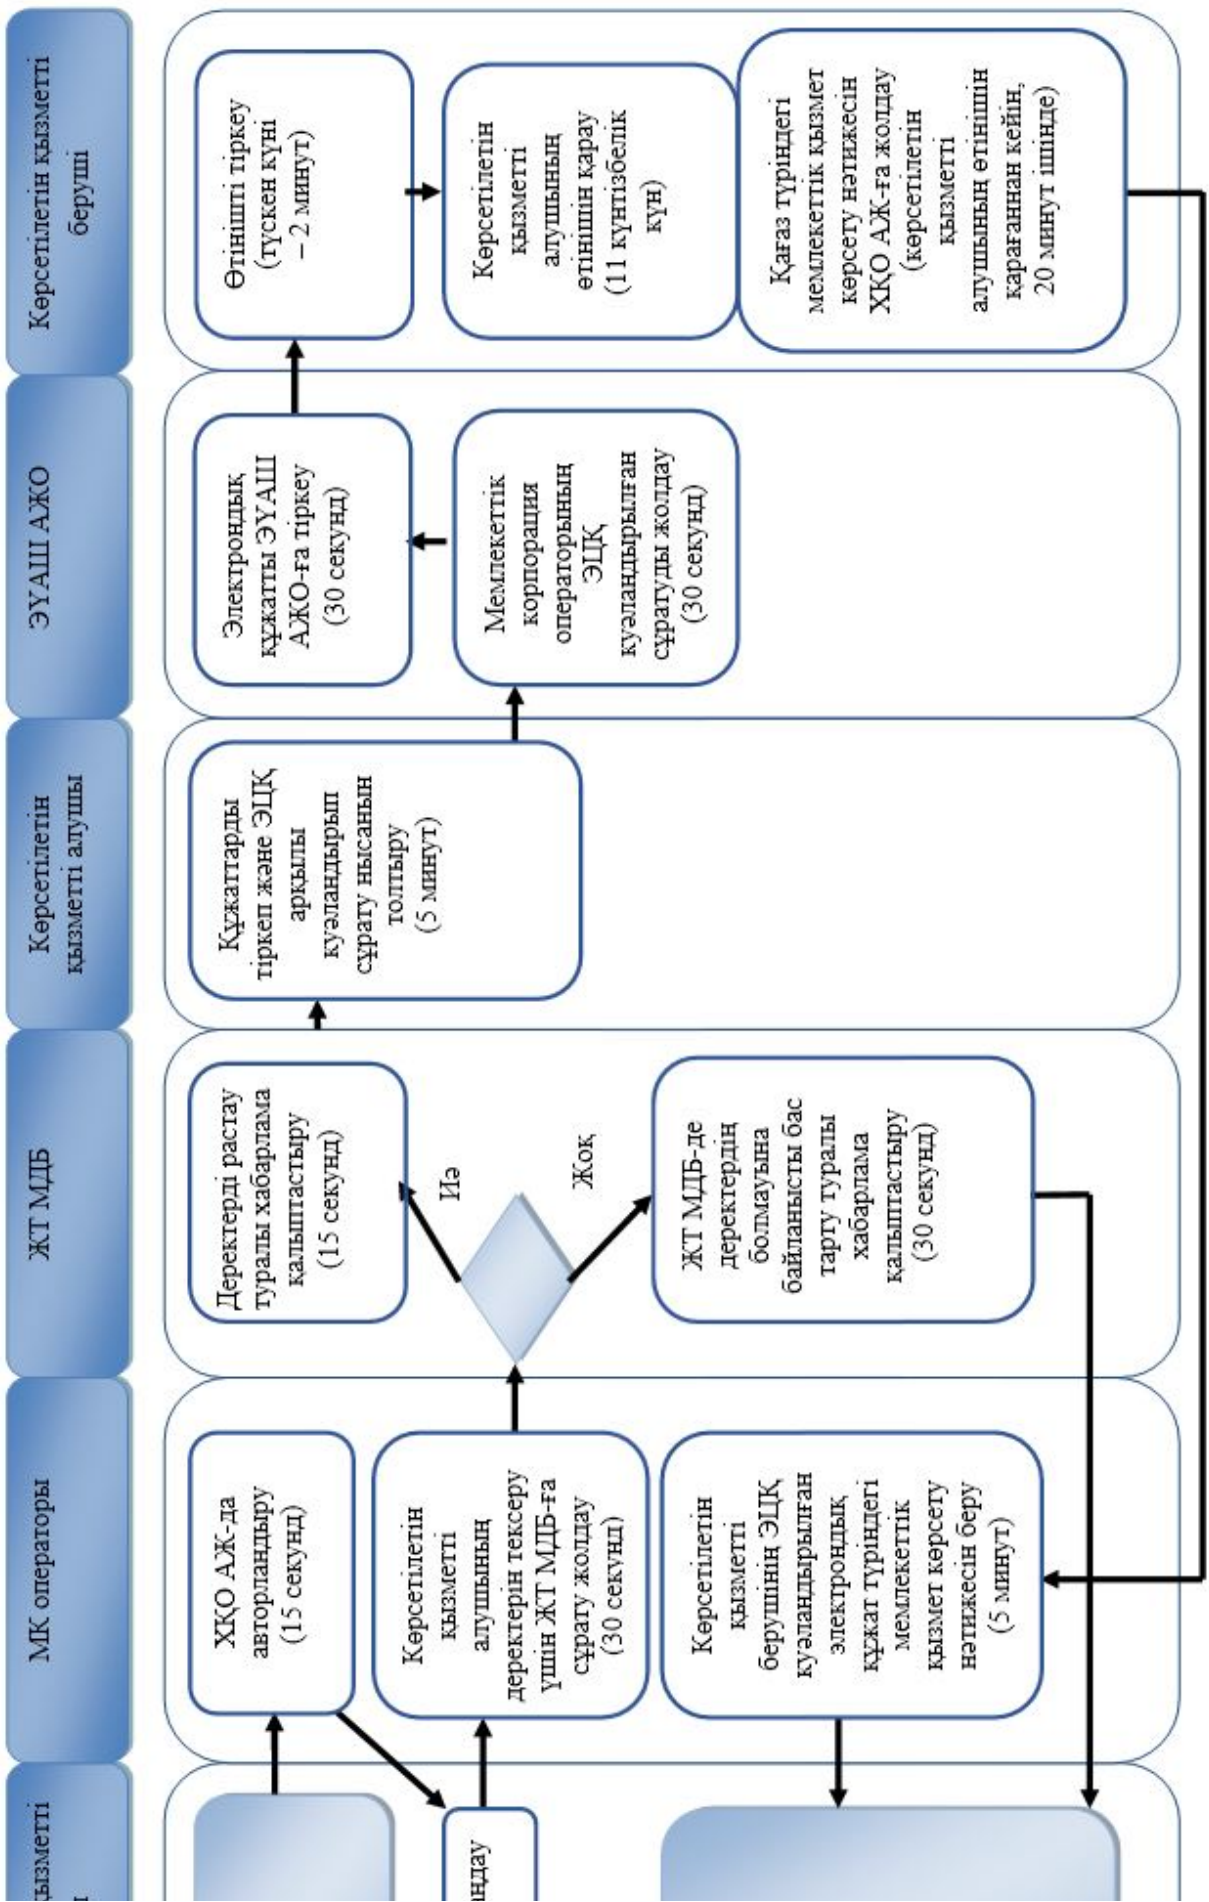 қызметті
МК операторы
ЖТ МДБ
Көрсетілетін
қызметті алушы
ЭҮАШ АЖО
Көрсетілетін қызметті
беруші
ХҚО АЖ-да
авторландыру
(15 секунд)
Көрсетілетін
қызметті
алушының
деректерін тексеру
үшін ЖТ МДБ-ға
сұрату жолдау
(30 секунд)
Көрсетілетін
қызметті
берушінің ЭЦҚ
куәландырылған
электрондық
құжат түріндегі
мемлекеттік
қызмет көрсету
нәтижесін беру
(5 минут)
Деректерді растау
туралы хабарлама
қалыптастыру
(15 секунд)
Иә
Жоқ
ЖТ МДБ-де
деректердің
болмауына
байланысты бас
тарту туралы
хабарлама
қалыптастыру
(30 секунд)
Құжаттарды
тіркеп және ЭЦҚ
арқылы
куәландырып
сұрату нысанын
толтыру
(5 минут)
Электрондық
құжатты ЭҮАШ
АЖО-ға тіркеу
(30 секунд)
Мемлекеттік
корпорация
операторының
ЭЦҚ
куәландырылған
сұратуды жолдау
(30 секунд)
Өтінішті тіркеу
(түскен күні
– 2 минут)
Көрсетілетін
қызметті
алушының
өтінішін қарау
(11 күнтізбелік
күн)
Қағаз түріндегі
мемлекеттік қызмет
көрсету нәтижесін
ХҚО АЖ-ға жолдау
(көрсетілетін
қызметті
алушының өтінішін
қарағаннан кейін,
20 минут ішінде)